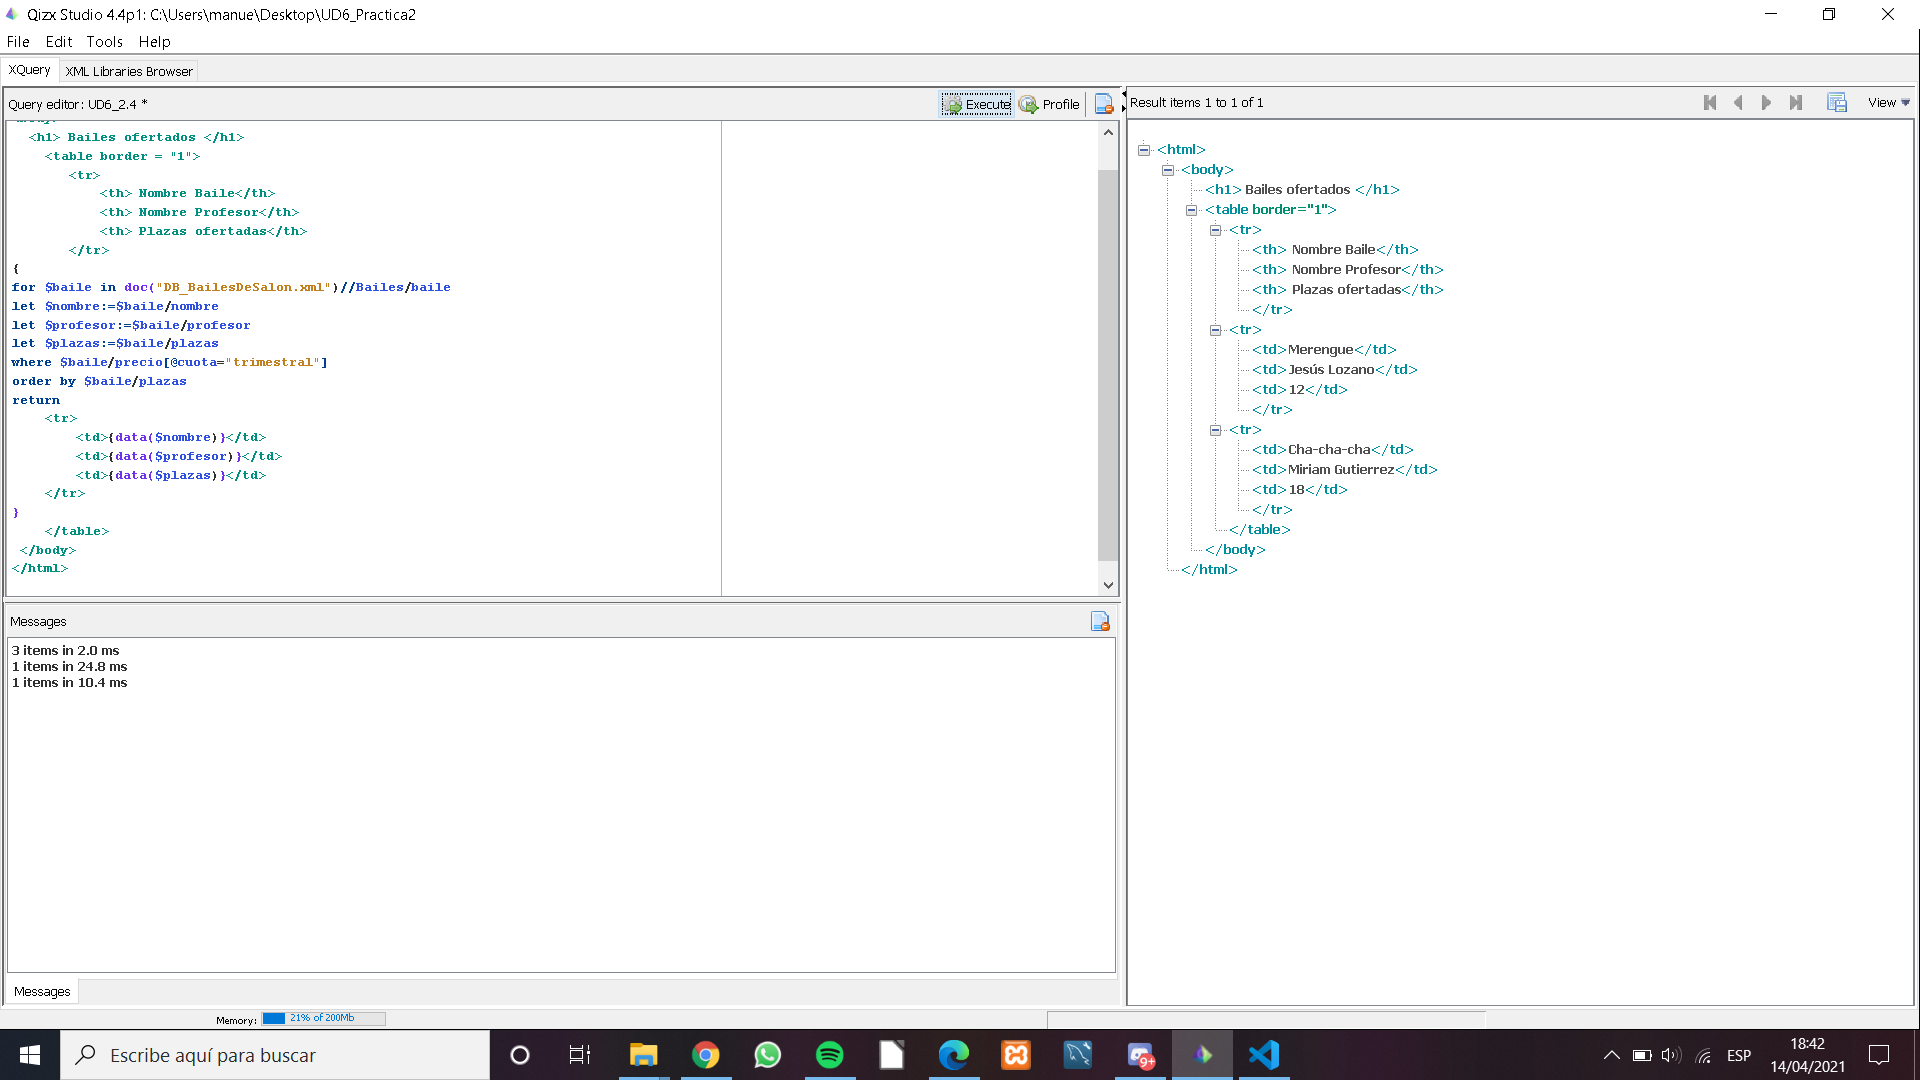 Qizx Studio 4.4p1: C:\Users\manue\Desktop\UD6_Practica2
File Edit Tools Help
XQuery XML Libraries Browser
Query editor: UD6_2.4 *
Execute Profile
<h1> Bailes ofertados </h1>
<table border = "1">
<tr>
<th> Nombre Baile</th>
<th> Nombre Profesor</th>
<th> Plazas ofertadas</th>
</tr>
{
for $baile in doc("DB_BailesDeSalon.xml")//Bailes/baile
let $nombre:=$baile/nombre
let $profesor:=$baile/profesor
let $plazas:=$baile/plazas
where $baile/precio[@cuota="trimestral"]
order by $baile/plazas
return
<tr>
<td>{data($nombre)}</td>
<td>{data($profesor)}</td>
<td>{data($plazas)}</td>
</tr>
}
</table>
</body>
</html>
Messages
3 items in 2.0 ms
1 items in 24.8 ms
1 items in 10.4 ms
Messages
Memory: 21% of 200Mb
Result items 1 to 1 of 1
View
<html>
<body>
<h1> Bailes ofertados </h1>
<table border="1">
<tr>
<th> Nombre Baile</th>
<th> Nombre Profesor</th>
<th> Plazas ofertadas</th>
</tr>
<tr>
<td>Merengue</td>
<td>Jesús Lozano</td>
<td>12</td>
</tr>
<tr>
<td>Cha-cha-cha</td>
<td>Miriam Gutierrez</td>
<td>18</td>
</tr>
</table>
</body>
</html>
Escribe aquí para buscar
9+
ESP
18:42
14/04/2021